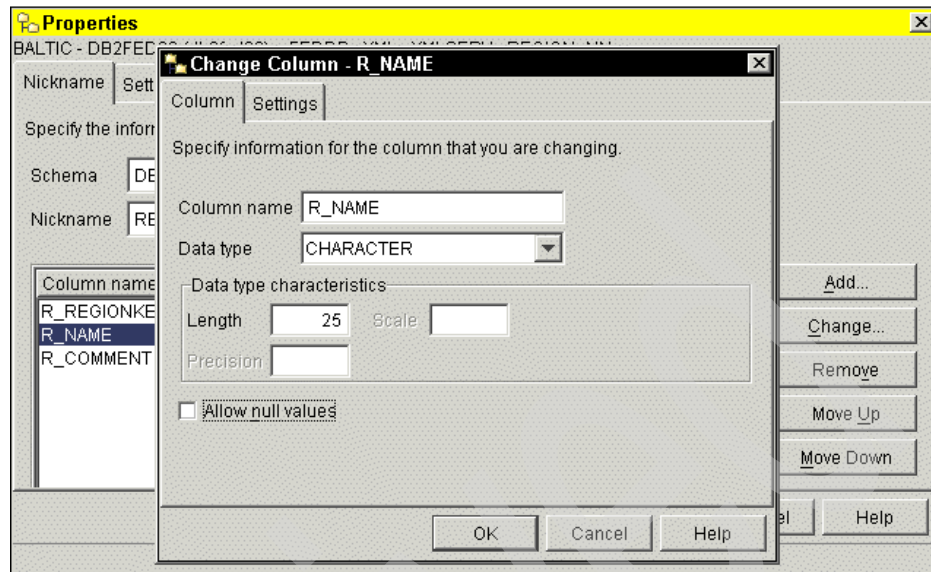 Properties
BALTIC - DB2FED
Change Column - R_NAME
Nickname Sett
Column Settings
Specify the infor
Specify information for the column that you are changing.
Schema DE
Column name R_NAME
Nickname RE
Data type CHARACTER
Column name
Data type characteristics
Add...
R_REGIONKE
Length 25 Scale
Change...
R_NAME
R_COMMENT
Precision
Remove
Allow null values
Move Up
Move Down
OK Cancel Help
el Help